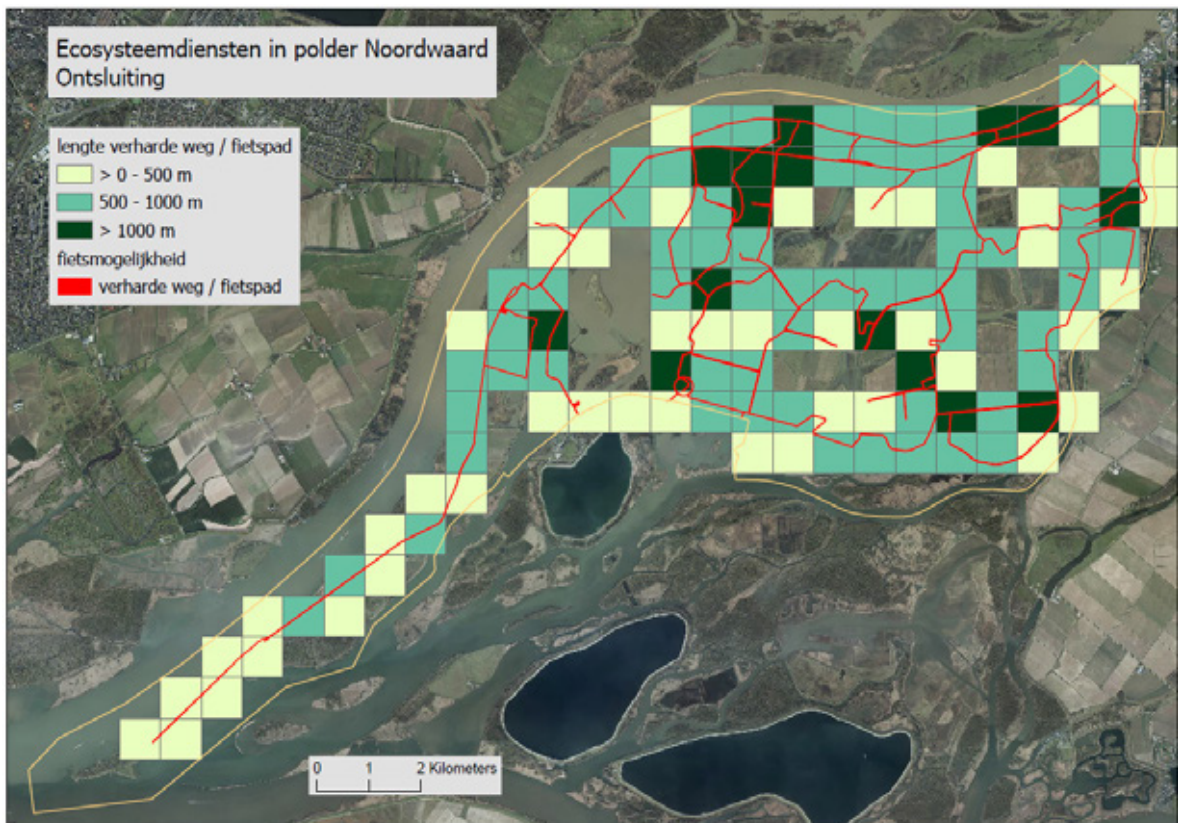 Ecosysteemdiensten in polder Noordwaard
Ontsluiting
lengte verharde weg / fietspad
> 0 - 500 m
500 - 1000 m
> 1000 m
fietsmogelijkheid
verharde weg / fietspad
0 1 2 Kilometers